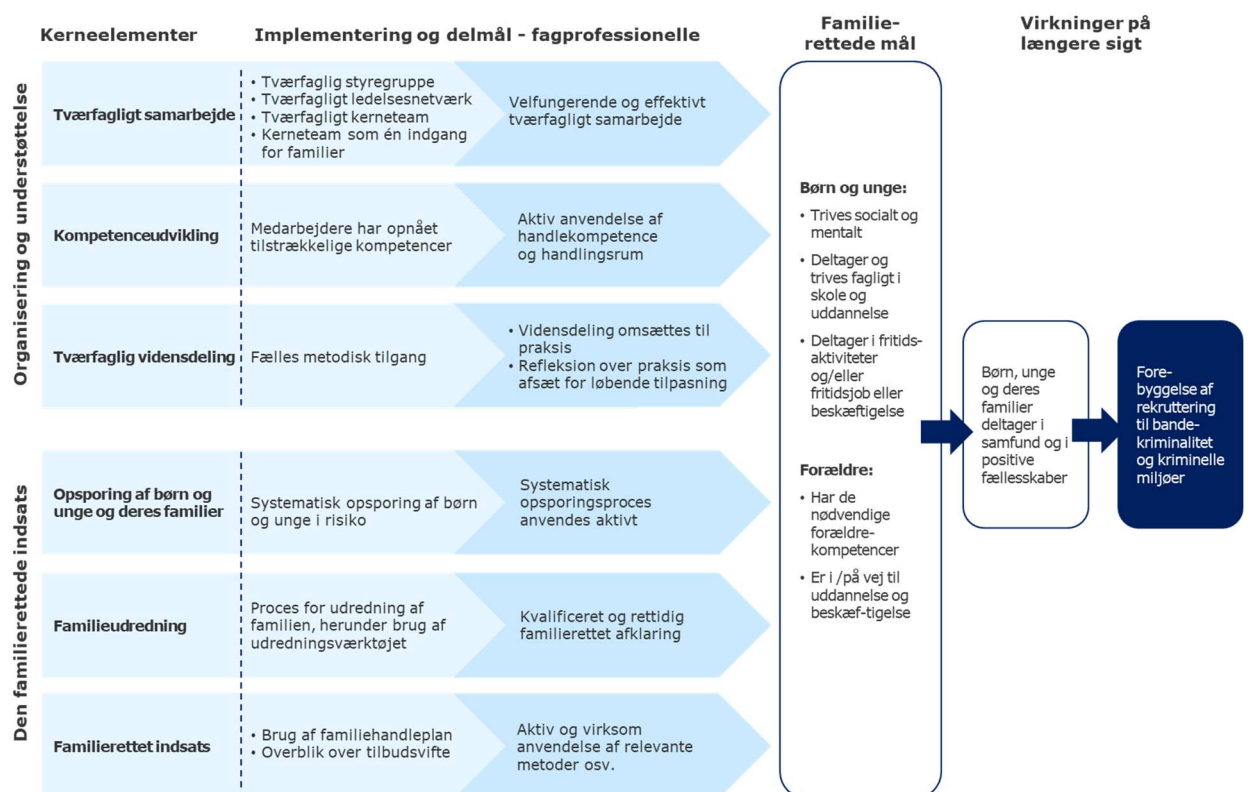 Kerneelementer
Implementering og delmål - fagprofessionelle
Familie-
rettede mål
Virkninger på
længere sigt
Organisering og understøttelse
Tværfagligt samarbejde
• Tværfaglig styregruppe
• Tværfagligt ledelsesnetværk
• Tværfagligt kerneteam
• Kerneteam som én indgang
for familier
Velfungerende og effektivt
tværfagligt samarbejde
Kompetenceudvikling
Medarbejdere har opnået
tilstrækkelige kompetencer
Aktiv anvendelse af
handlekompetence
og handlingsrum
Tværfaglig vidensdeling
Fælles metodisk tilgang
• Vidensdeling omsættes til
praksis
• Refleksion over praksis som
afsæt for løbende tilpasning
Den familierettede indsats
Opsporing af børn og
unge og deres familier
Systematisk opsporing af børn
og unge i risiko
Systematisk
opsporingsproces
anvendes aktivt
Familieudredning
Proces for udredning af
familien, herunder brug af
udredningsværktøjet
Kvalificeret og rettidig
familierettet afklaring
Familierettet indsats
• Brug af familiehandleplan
• Overblik over tilbudsvifte
Aktiv og virksom
anvendelse af relevante
metoder osv.
Børn og unge:
• Trives socialt og
mentalt
• Deltager og
trives fagligt i
skole og
uddannelse
• Deltager i fritids-
aktiviteter
og/eller
fritidsjob eller
beskæftigelse
Forældre:
• Har de
nødvendige
forældre-
kompetencer
• Er i /på vej til
uddannelse og
beskæf-tigelse
Børn, unge
og deres
familier
deltager i
samfund og i
positive
fællesskaber
Fore-
byggelse af
rekruttering
til bande-
kriminalitet
og kriminelle
miljøer